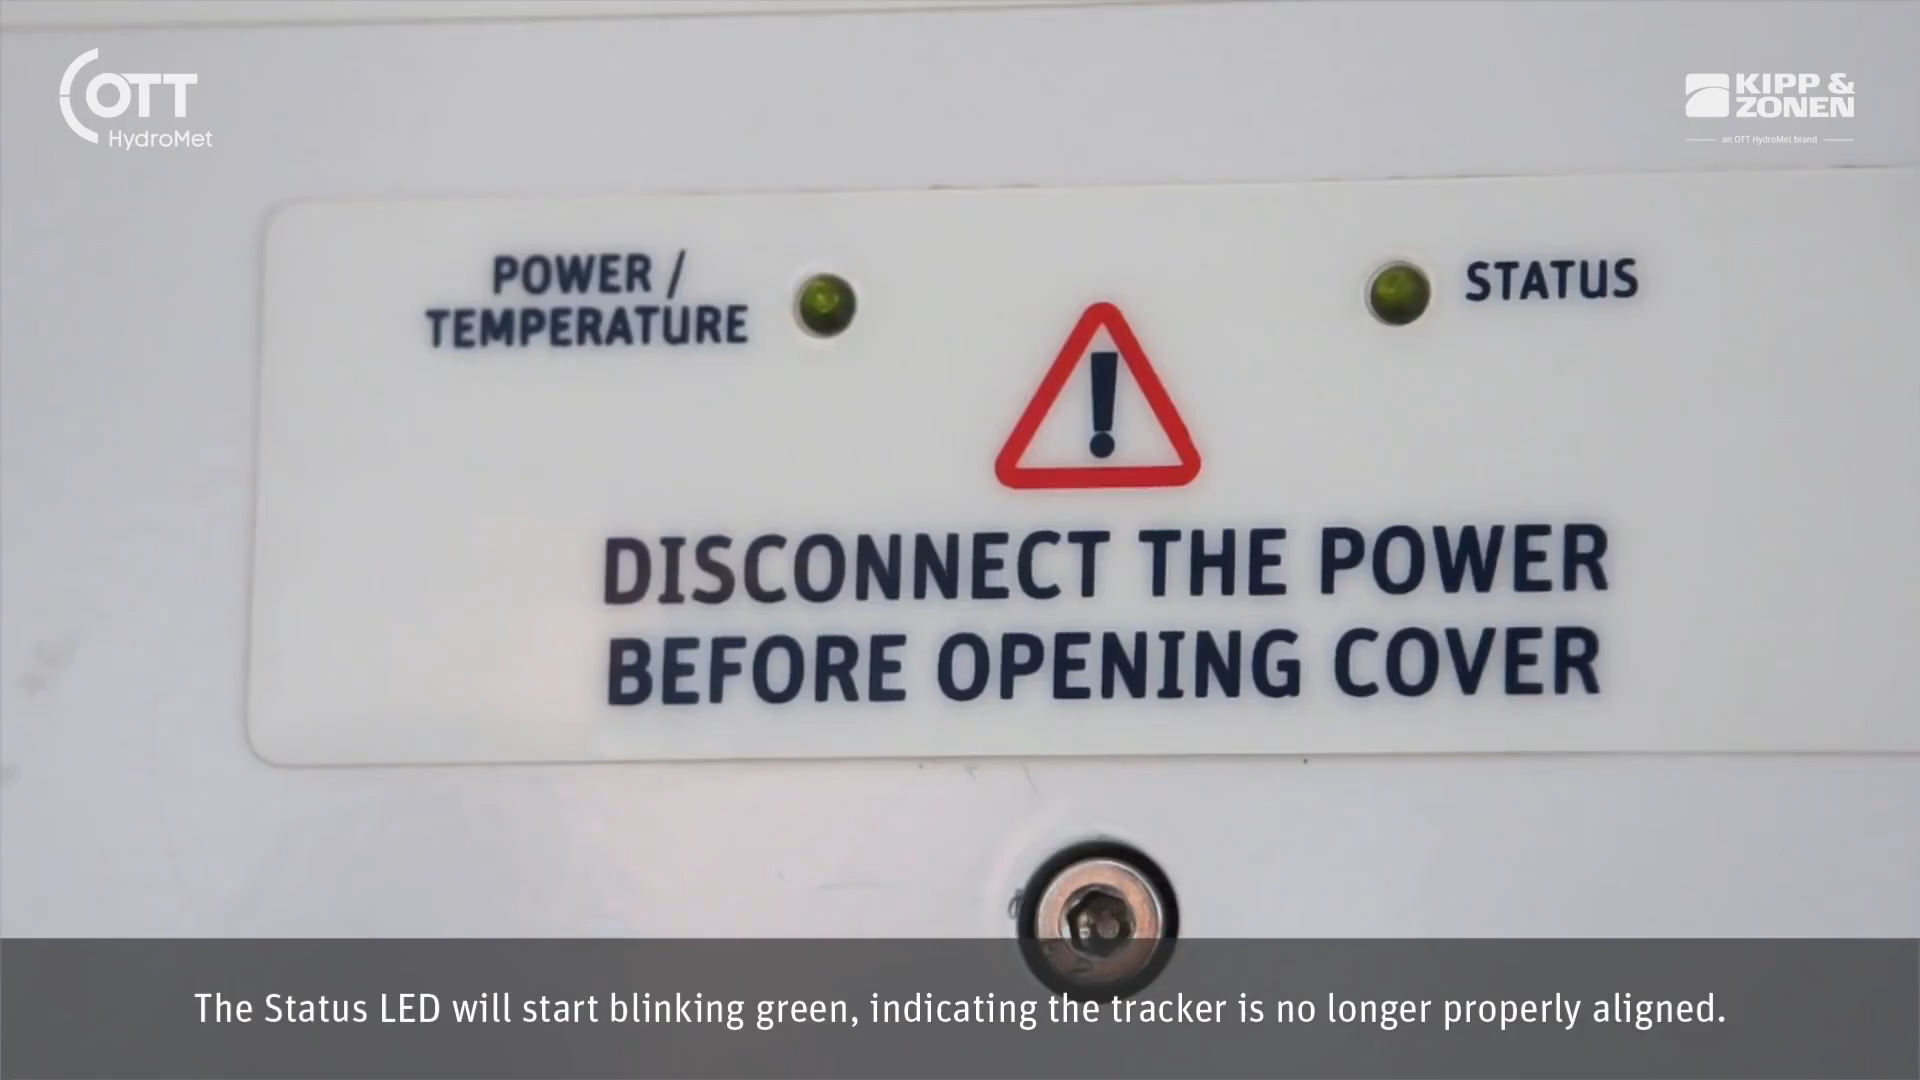 OTT
HydroMet
KIPP &
ZONEN
an OTT HydroMet brand
POWER /
TEMPERATURE
STATUS
!
DISCONNECT THE POWER
BEFORE OPENING COVER
The Status LED will start blinking green, indicating the tracker is no longer properly aligned.